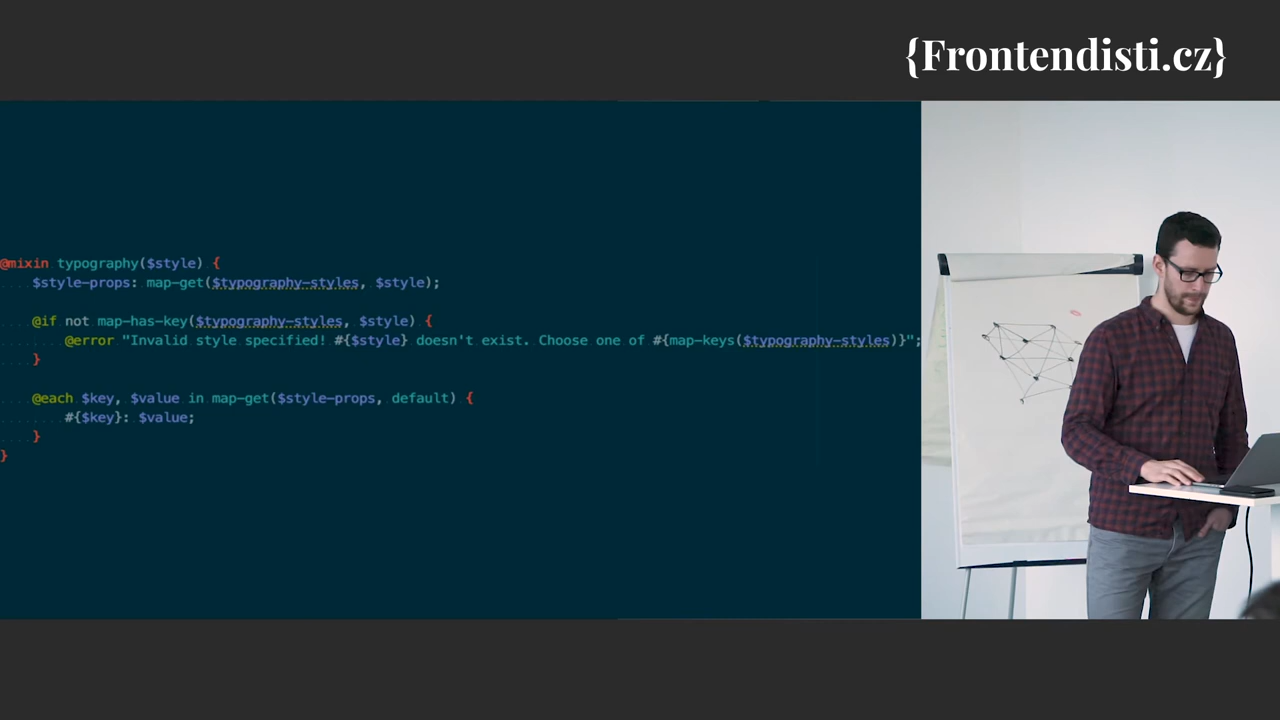 {Frontendisti.cz}
@mixin typography($style) {
$style-props: map-get($typography-styles, $style);
@if not map-has-key($typography-styles, $style) {
@error "Invalid style specified! #{$style} doesn't exist. Choose one of #{map-keys($typography-styles)}";
}
@each $key, $value in map-get($style-props, default) {
#{$key}: $value;
}
}